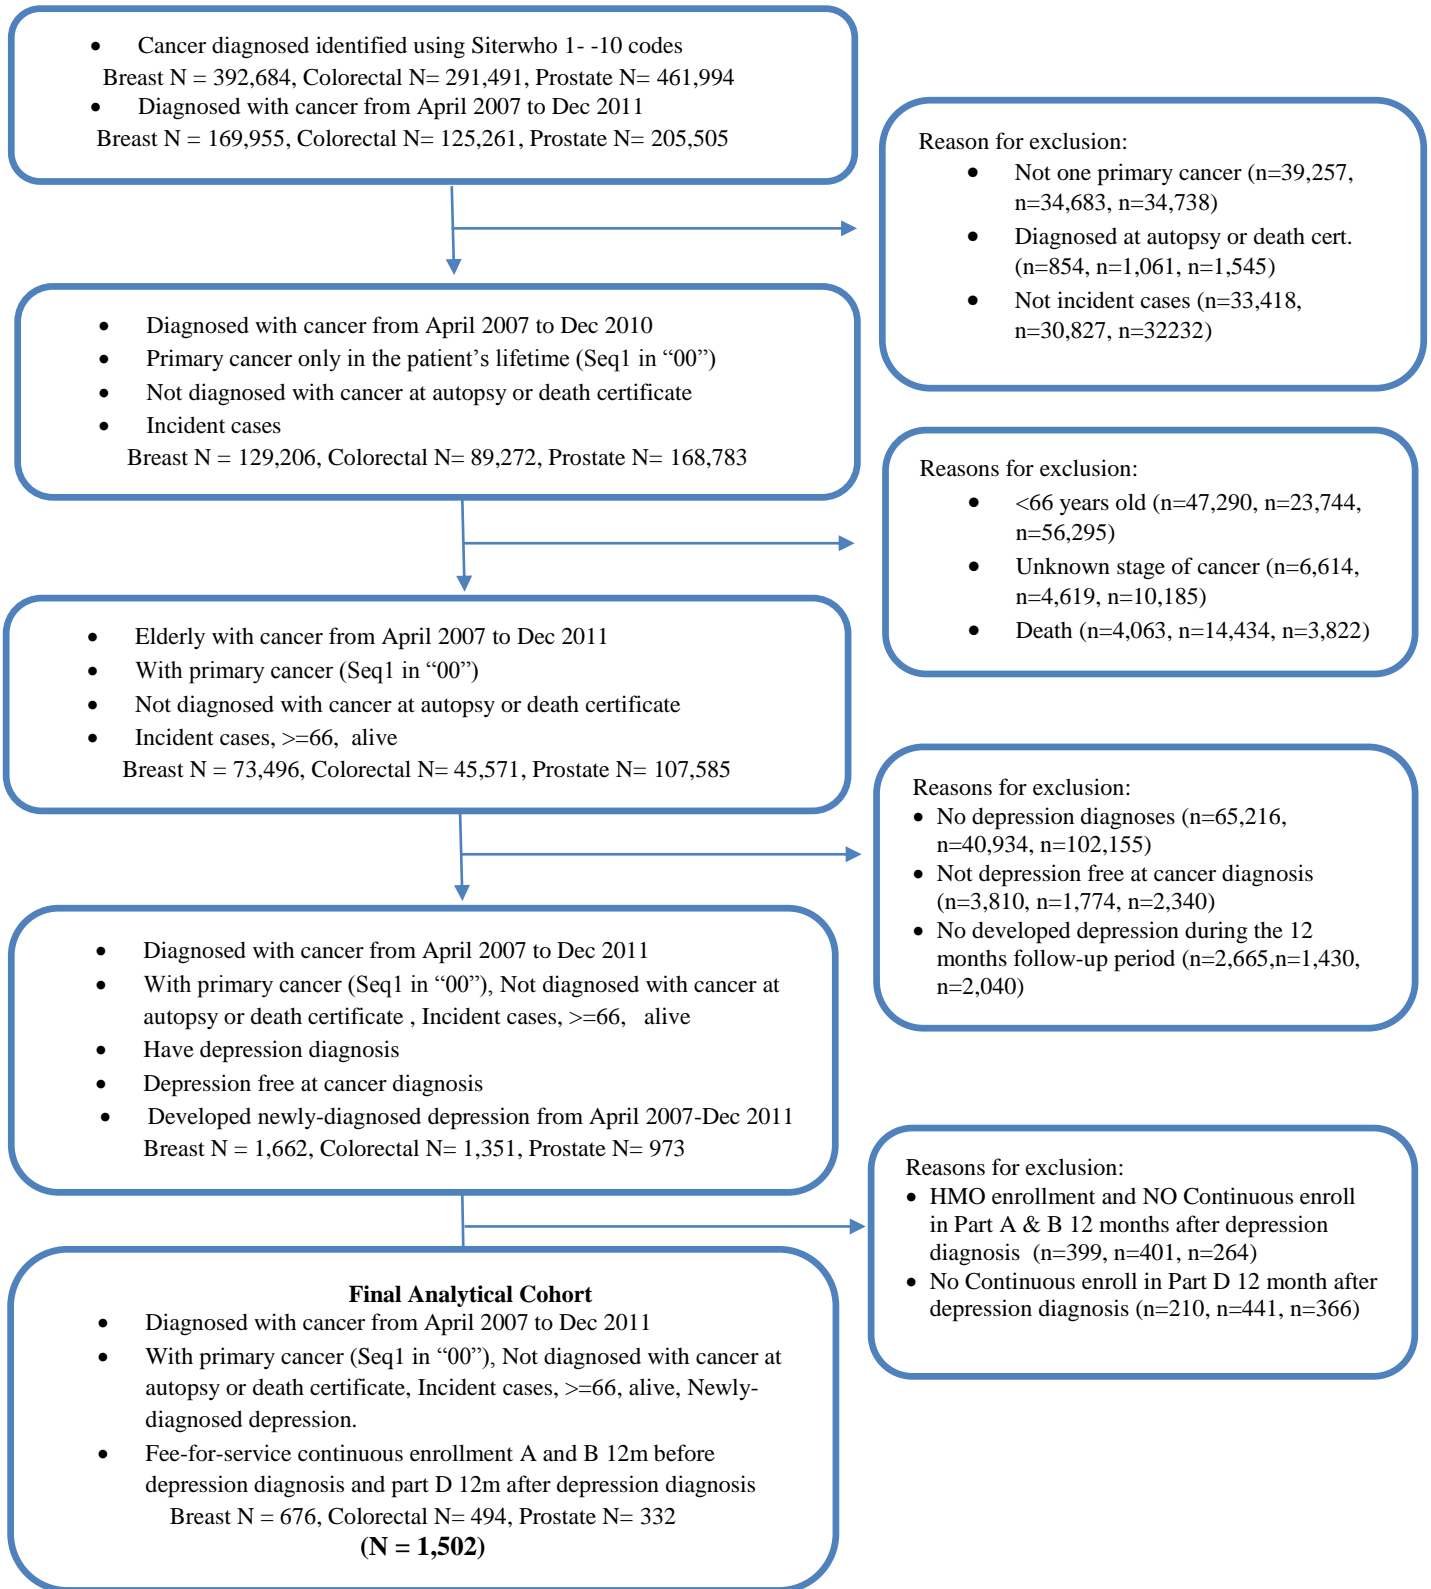 • Cancer diagnosed identified using Siterwho 1- -10 codes
Breast N = 392,684, Colorectal N= 291,491, Prostate N= 461,994
• Diagnosed with cancer from April 2007 to Dec 2011
Breast N = 169,955, Colorectal N= 125,261, Prostate N= 205,505
Reason for exclusion:
• Not one primary cancer (n=39,257,
n=34,683, n=34,738)
• Diagnosed at autopsy or death cert.
(n=854, n=1,061, n=1,545)
• Not incident cases (n=33,418,
n=30,827, n=32232)
• Diagnosed with cancer from April 2007 to Dec 2010
• Primary cancer only in the patient’s lifetime (Seq1 in “00”)
• Not diagnosed with cancer at autopsy or death certificate
• Incident cases
Breast N = 129,206, Colorectal N= 89,272, Prostate N= 168,783
Reasons for exclusion:
• <66 years old (n=47,290, n=23,744,
n=56,295)
• Unknown stage of cancer (n=6,614,
n=4,619, n=10,185)
• Death (n=4,063, n=14,434, n=3,822)
• Elderly with cancer from April 2007 to Dec 2011
• With primary cancer (Seq1 in “00”)
• Not diagnosed with cancer at autopsy or death certificate
• Incident cases, >=66, alive
Breast N = 73,496, Colorectal N= 45,571, Prostate N= 107,585
Reasons for exclusion:
• No depression diagnoses (n=65,216,
n=40,934, n=102,155)
• Not depression free at cancer diagnosis
(n=3,810, n=1,774, n=2,340)
• No developed depression during the 12
months follow-up period (n=2,665,n=1,430,
n=2,040)
• Diagnosed with cancer from April 2007 to Dec 2011
• With primary cancer (Seq1 in “00”), Not diagnosed with cancer at
autopsy or death certificate , Incident cases, >=66, alive
• Have depression diagnosis
• Depression free at cancer diagnosis
• Developed newly-diagnosed depression from April 2007-Dec 2011
Breast N = 1,662, Colorectal N= 1,351, Prostate N= 973
Reasons for exclusion:
• HMO enrollment and NO Continuous enroll
in Part A & B 12 months after depression
diagnosis (n=399, n=401, n=264)
• No Continuous enroll in Part D 12 month after
depression diagnosis (n=210, n=441, n=366)
Final Analytical Cohort
• Diagnosed with cancer from April 2007 to Dec 2011
• With primary cancer (Seq1 in “00”), Not diagnosed with cancer at
autopsy or death certificate, Incident cases, >=66, alive, Newly-
diagnosed depression.
• Fee-for-service continuous enrollment A and B 12m before
depression diagnosis and part D 12m after depression diagnosis
Breast N = 676, Colorectal N= 494, Prostate N= 332
(N = 1,502)